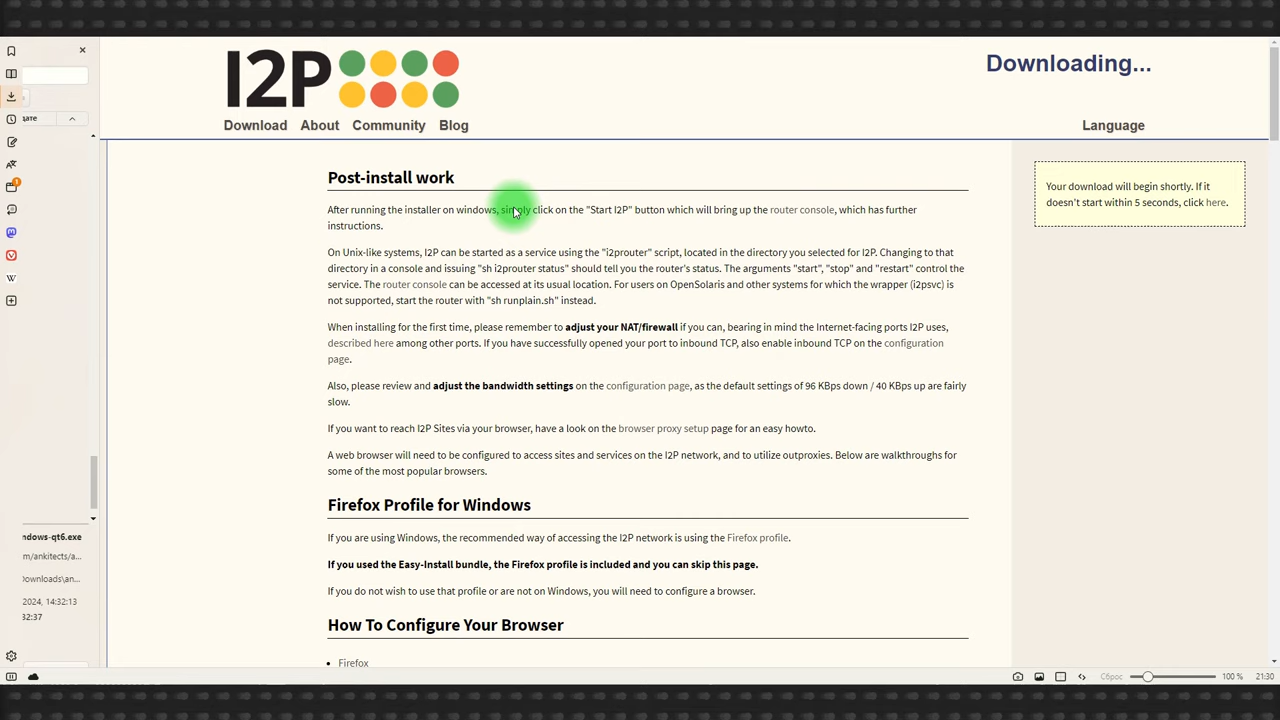 I2P
Downloading...
Download About Community Blog
Language
дате
Post-install work
After running the installer on windows, simply click on the "Start I2P" button which will bring up the router console, which has further
instructions.
On Unix-like systems, I2P can be started as a service using the "i2prouter" script, located in the directory you selected for I2P. Changing to that
directory in a console and issuing "sh i2prouter status" should tell you the router's status. The arguments "start", "stop" and "restart" control the
service. The router console can be accessed at its usual location. For users on OpenSolaris and other systems for which the wrapper (i2psvc) is
not supported, start the router with "sh runplain.sh" instead.
When installing for the first time, please remember to adjust your NAT/firewall if you can, bearing in mind the Internet-facing ports I2P uses,
described here among other ports. If you have successfully opened your port to inbound TCP, also enable inbound TCP on the configuration
page.
Also, please review and adjust the bandwidth settings on the configuration page, as the default settings of 96 KBps down / 40 KBps up are fairly
slow.
If you want to reach I2P Sites via your browser, have a look on the browser proxy setup page for an easy howto.
A web browser will need to be configured to access sites and services on the I2P network, and to utilize outproxies. Below are walkthroughs for
some of the most popular browsers.
Firefox Profile for Windows
If you are using Windows, the recommended way of accessing the I2P network is using the Firefox profile.
If you used the Easy-Install bundle, the Firefox profile is included and you can skip this page.
If you do not wish to use that profile or are not on Windows, you will need to configure a browser.
How To Configure Your Browser
Firefox
Your download will begin shortly. If it
doesn't start within 5 seconds, click here.
ndows-qt6.exe
m/ankitects/a...
ownloads\an...
2024, 14:32:13
32:37
Сброс 100 % 21:30